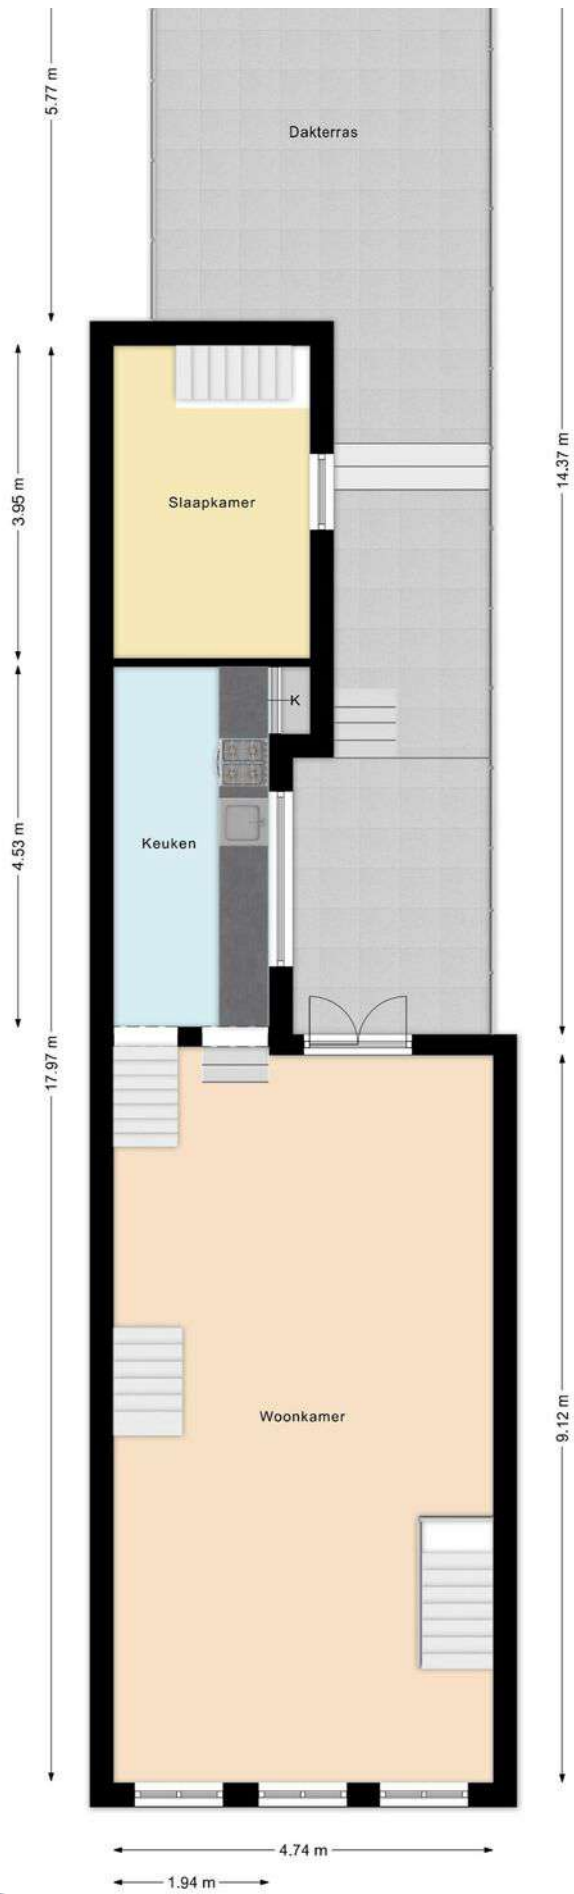 5.77 m
Dakterras
14.37 m
3.95 m
Slaapkamer
K
4.53 m
Keuken
17.97 m
Woonkamer
9.12 m
4.74 m
1.94 m